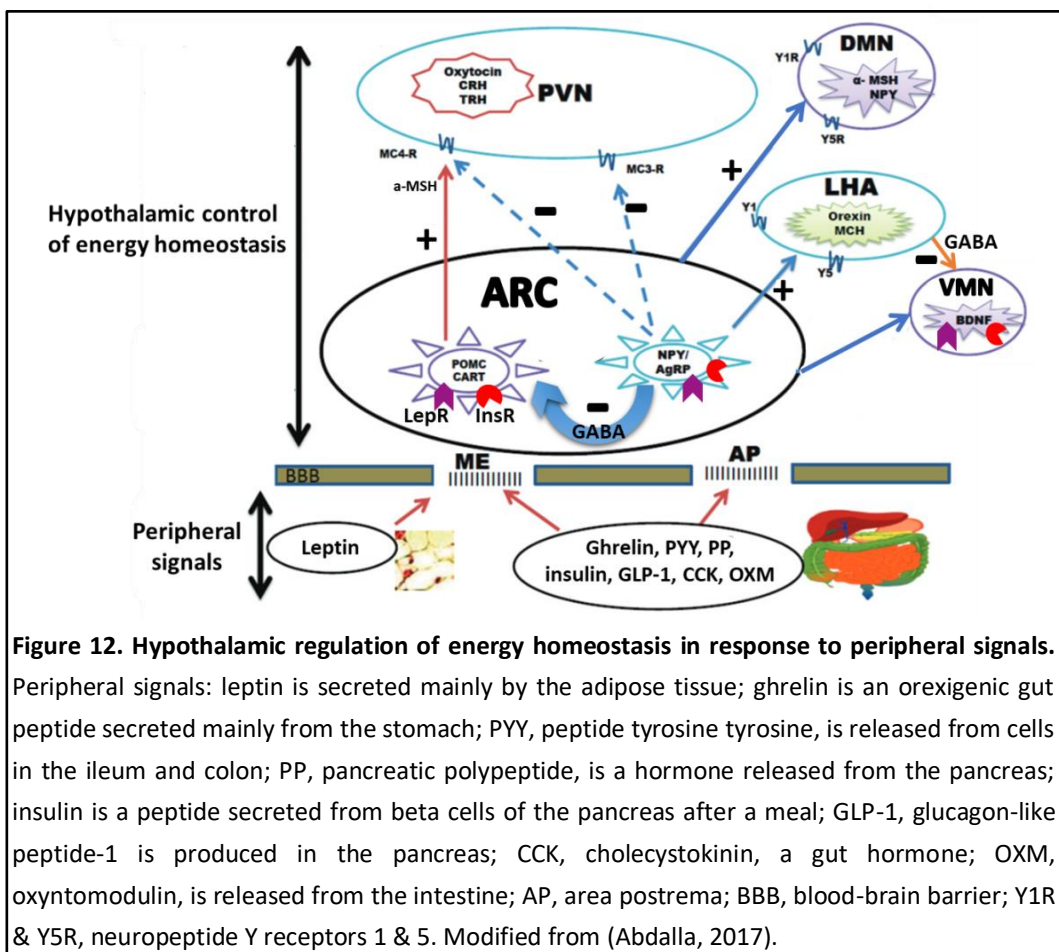 DMN
Y1R
α- MSH
NPY
Y5R
Oxytocin
CRH
TRH
PVN
MC4-R
MC3-R
a-MSH
+
-
-
+
LHA
Y1
Orexin
MCH
Y5
GABA
-
VMN
BDNF
+
Hypothalamic control
of energy homeostasis
ARC
POMC
CART
NPY/
AgRP
LepR
InsR
-
GABA
BBB
ME
AP
Peripheral
signals
Leptin
Ghrelin, PYY, PP,
insulin, GLP-1, CCK, OXM
Figure 12. Hypothalamic regulation of energy homeostasis in response to peripheral signals.
Peripheral signals: leptin is secreted mainly by the adipose tissue; ghrelin is an orexigenic gut
peptide secreted mainly from the stomach; PYY, peptide tyrosine tyrosine, is released from cells
in the ileum and colon; PP, pancreatic polypeptide, is a hormone released from the pancreas;
insulin is a peptide secreted from beta cells of the pancreas after a meal; GLP-1, glucagon-like
peptide-1 is produced in the pancreas; CCK, cholecystokinin, a gut hormone; OXM,
oxyntomodulin, is released from the intestine; AP, area postrema; BBB, blood-brain barrier; Y1R
& Y5R, neuropeptide Y receptors 1 & 5. Modified from (Abdalla, 2017).